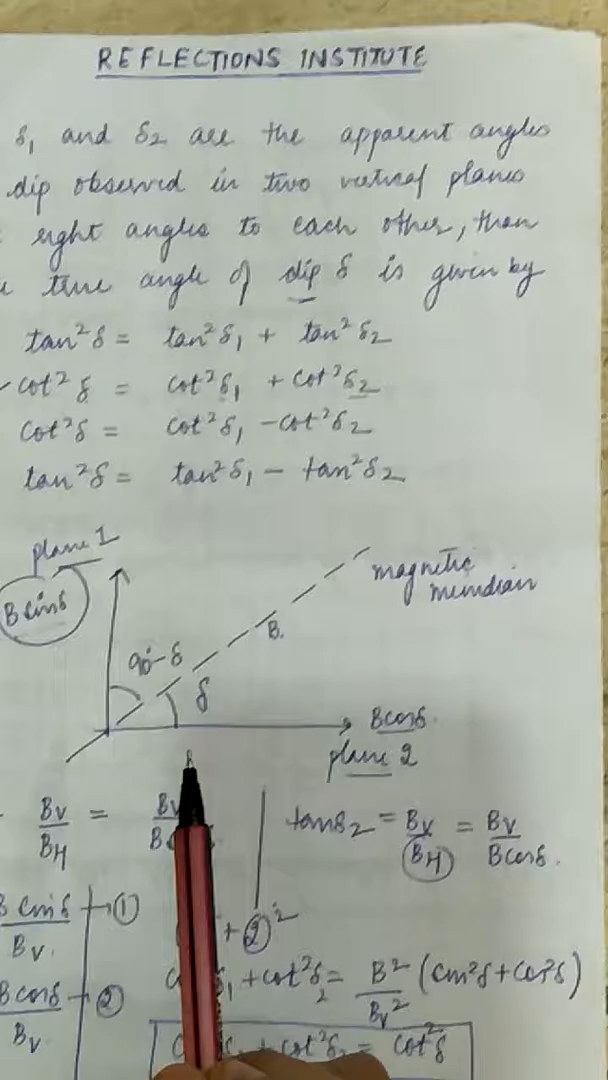 REFLECTIONS INSTITUTE
δ₁ and δ₂ are the apparent angles
dip observed in two vertical planes
right angles to each other, then
true angle of dip δ is given by
tan²δ = tan²δ₁ + tan²δ₂
cot²δ = cot²δ₁ + cot²δ₂
cot²δ = cot²δ₁ - cot²δ₂
tan²δ = tan²δ₁ - tan²δ₂
plane 1
magnetic
meridian
B sinδ
B.
90-δ
δ
Bcosδ.
plane 2
Bv/BH = Bv
tanδ₂ = Bv/BH = Bv/Bcosδ.
B sinδ/Bv. → ①
+ ②²
B cosδ/Bv → ②
+ cot²δ₂ = B²/Bv² (sin²δ + cos²δ)
+ cot²δ₂ = cot²δ